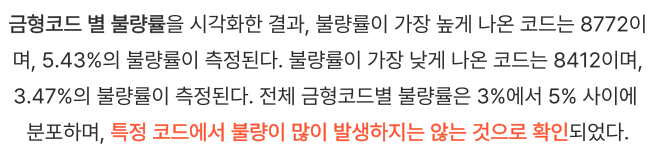 금형코드 별 불량률을 시각화한 결과, 불량률이 가장 높게 나온 코드는 8772이
며, 5.43%의 불량률이 측정된다. 불량률이 가장 낮게 나온 코드는 8412이며,
3.47%의 불량률이 측정된다. 전체 금형코드별 불량률은 3%에서 5% 사이에
분포하며, 특정 코드에서 불량이 많이 발생하지는 않는 것으로 확인되었다.